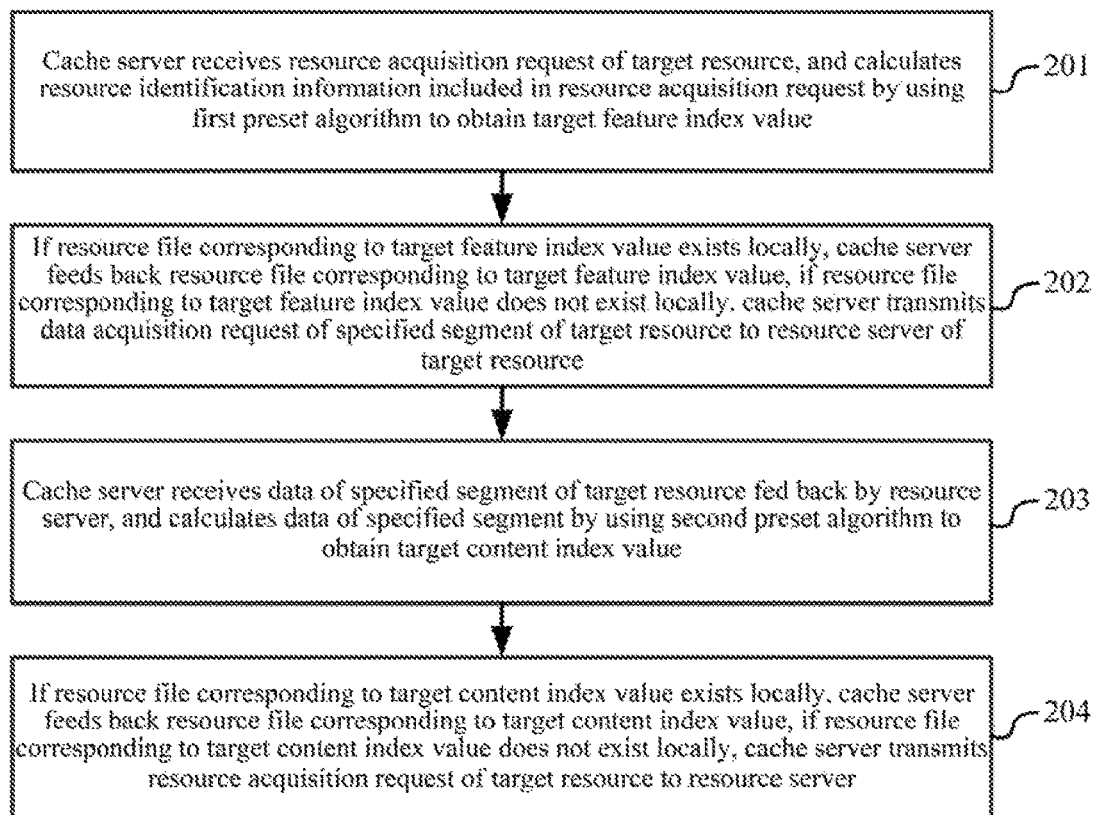 Cache server receives resource acquisition request of target resource, and calculates
resource identification information included in resource acquisition request by using
first preset algorithm to obtain target feature index value
201
If resource file corresponding to target feature index value exists locally, cache server
feeds back resource file corresponding to target feature index value, if resource file
corresponding to target feature index value does not exist locally, cache server transmits
data acquisition request of specified segment of target resource to resource server of
target resource
202
Cache server receives data of specified segment of target resource fed back by resource
server, and calculates data of specified segment by using second preset algorithm to
obtain target content index value
203
If resource file corresponding to target content index value exists locally, cache server
feeds back resource file corresponding to target content index value, if resource file
corresponding to target content index value does not exist locally, cache server transmits
resource acquisition request of target resource to resource server
204